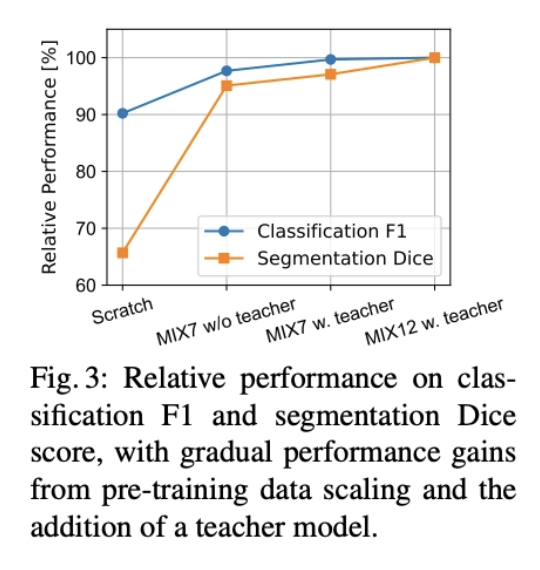 Relative Performance [%]
100
90
80
70
60
Classification F1
Segmentation Dice
Scratch
MIX7 w/o teacher
MIX7 w. teacher
MIX12 w. teacher
Fig. 3: Relative performance on clas-
sification F1 and segmentation Dice
score, with gradual performance gains
from pre-training data scaling and the
addition of a teacher model.